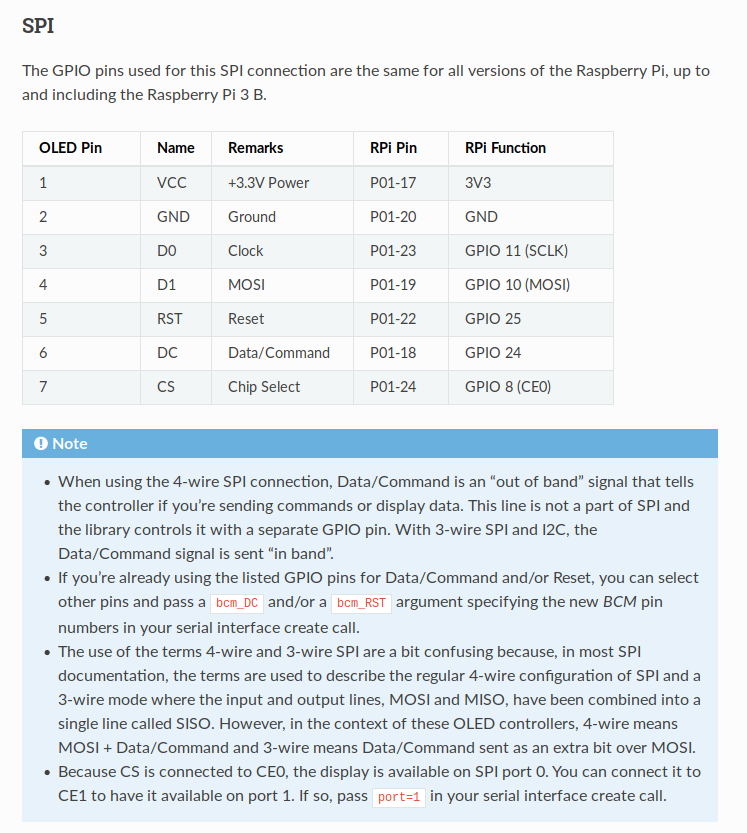 SPI
The GPIO pins used for this SPI connection are the same for all versions of the Raspberry Pi, up to
and including the Raspberry Pi 3 B.
OLED Pin Name Remarks RPi Pin RPi Function
1 VCC +3.3V Power P01-17 3V3
2 GND Ground P01-20 GND
3 D0 Clock P01-23 GPIO 11 (SCLK)
4 D1 MOSI P01-19 GPIO 10 (MOSI)
5 RST Reset P01-22 GPIO 25
6 DC Data/Command P01-18 GPIO 24
7 CS Chip Select P01-24 GPIO 8 (CE0)
Note
• When using the 4-wire SPI connection, Data/Command is an “out of band” signal that tells
the controller if you’re sending commands or display data. This line is not a part of SPI and
the library controls it with a separate GPIO pin. With 3-wire SPI and I2C, the
Data/Command signal is sent “in band”.
• If you’re already using the listed GPIO pins for Data/Command and/or Reset, you can select
other pins and pass a bcm_DC and/or a bcm_RST argument specifying the new BCM pin
numbers in your serial interface create call.
• The use of the terms 4-wire and 3-wire SPI are a bit confusing because, in most SPI
documentation, the terms are used to describe the regular 4-wire configuration of SPI and a
3-wire mode where the input and output lines, MOSI and MISO, have been combined into a
single line called SISO. However, in the context of these OLED controllers, 4-wire means
MOSI + Data/Command and 3-wire means Data/Command sent as an extra bit over MOSI.
• Because CS is connected to CE0, the display is available on SPI port 0. You can connect it to
CE1 to have it available on port 1. If so, pass port=1 in your serial interface create call.